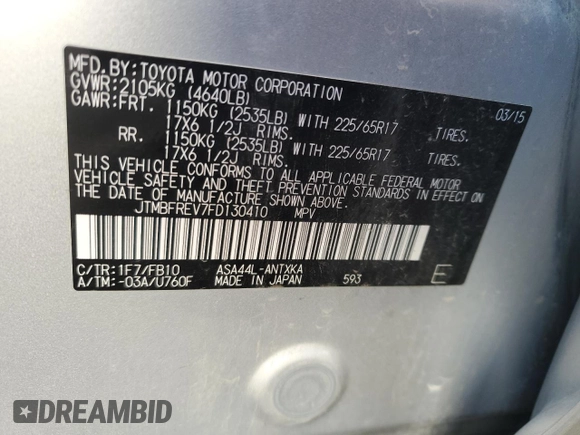 MFD. BY: TOYOTA MOTOR CORPORATION 03/15
GVWR: 2105KG (4640LB)
GAWR: FRT. 1150KG (2535LB) WITH 225/65R17 TIRES.
17X6 1/2J RIMS.
RR. 1150KG (2535LB) WITH 225/65R17 TIRES.
17X6 1/2J RIMS.
THIS VEHICLE CONFORMS TO ALL APPLICABLE FEDERAL MOTOR
VEHICLE SAFETY, BUMPER, AND THEFT PREVENTION STANDARDS IN EFFECT ON
THE DATE OF MANUFACTURE SHOWN ABOVE.
JTMBFREV7FD130410 MPV
C/TR: 1F7/FB10 ASA44L-ANTXKA
A/TM: -03A/U760F MADE IN JAPAN 593 E
DREAMBID